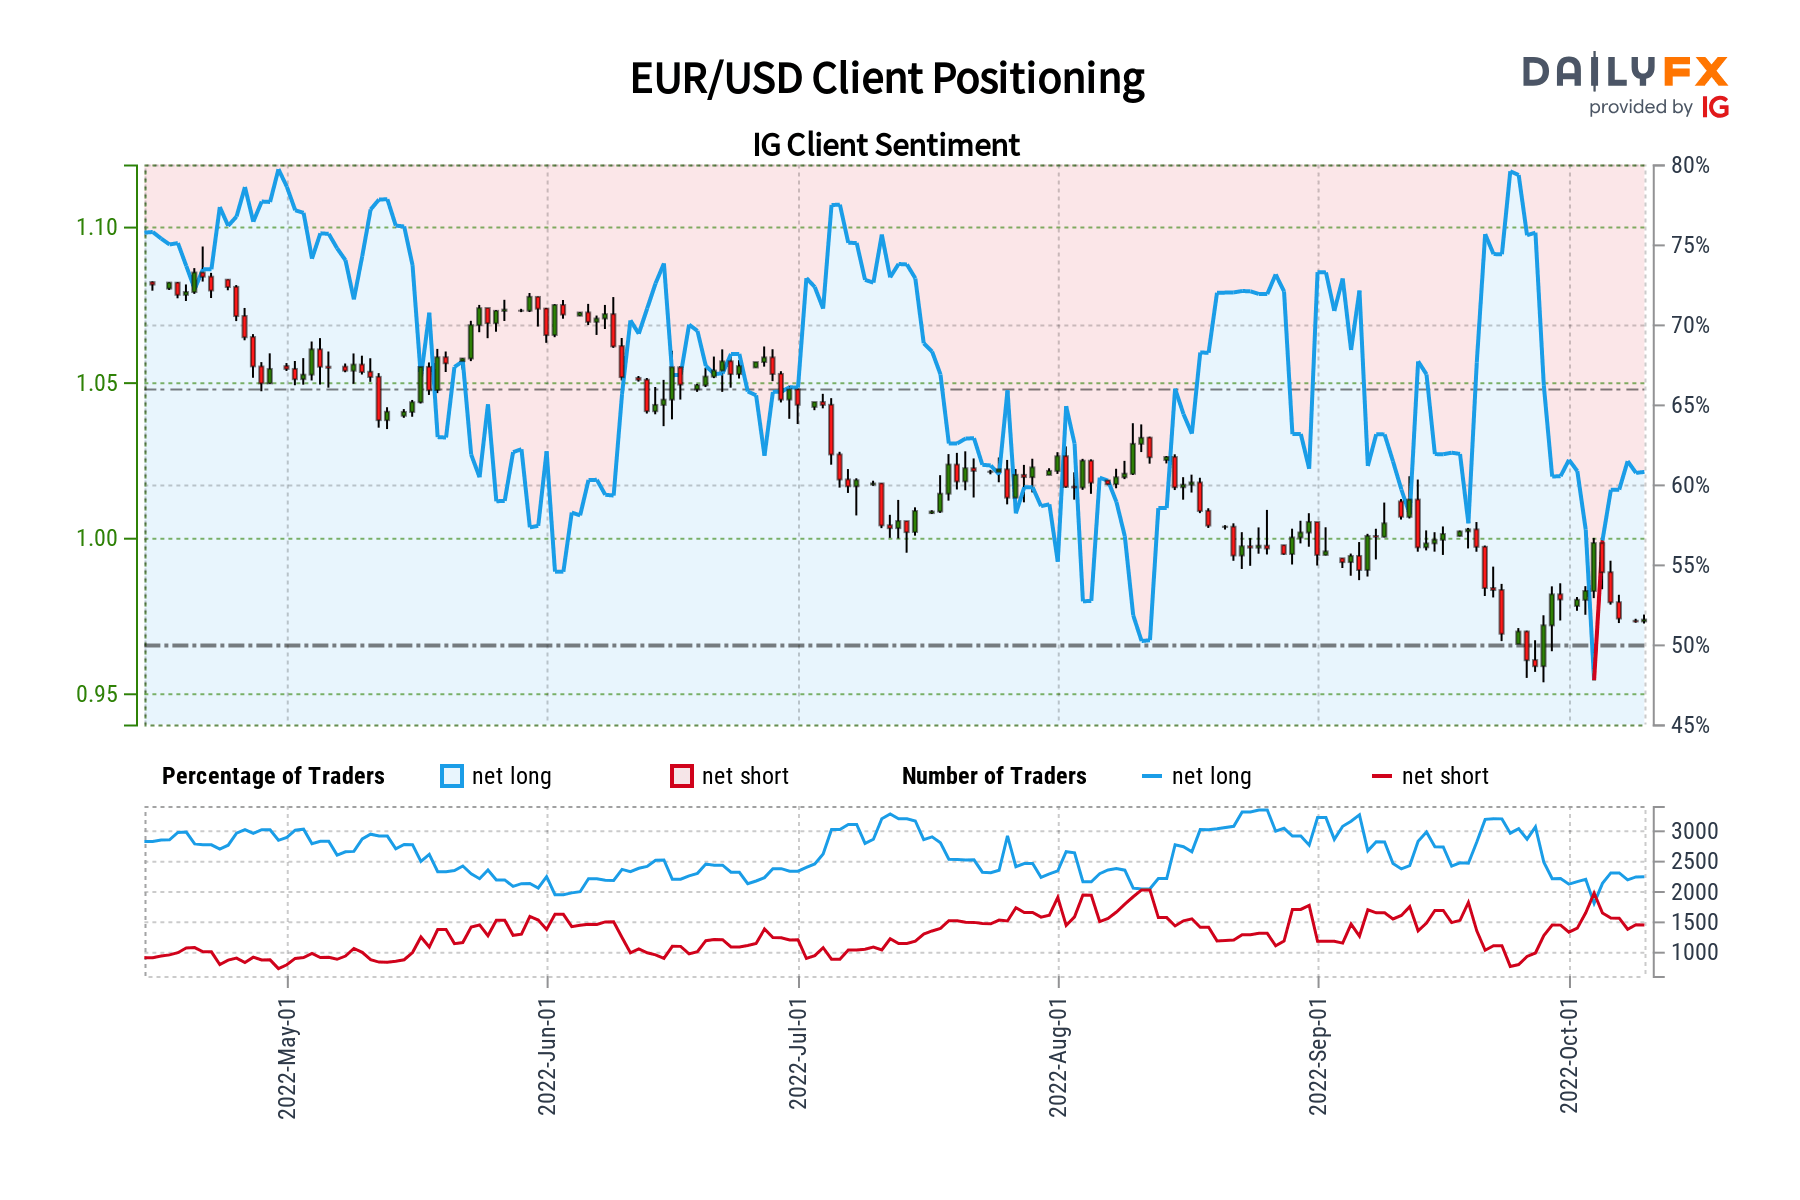 EUR/USD Client Positioning
DAILYFX
provided by IG
IG Client Sentiment
1.10
1.05
1.00
0.95
80%
75%
70%
65%
60%
55%
50%
45%
Percentage of Traders net long net short Number of Traders net long net short
3000
2500
2000
1500
1000
2022-May-01
2022-Jun-01
2022-Jul-01
2022-Aug-01
2022-Sep-01
2022-Oct-01